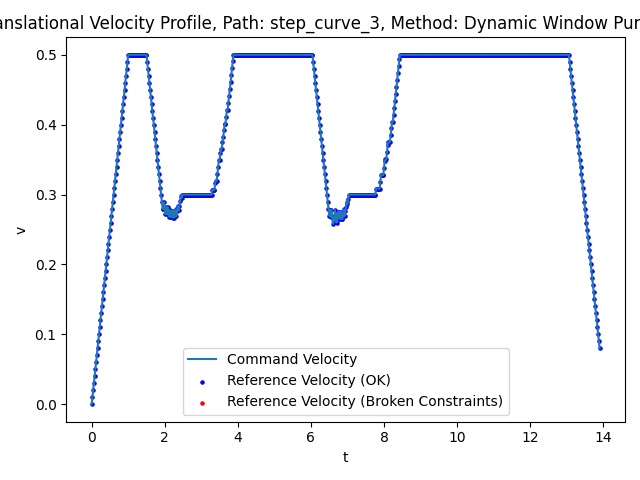 anslational Velocity Profile, Path: step_curve_3, Method: Dynamic Window Pur
0.5
0.4
0.3
0.2
0.1
0.0
v
Command Velocity
Reference Velocity (OK)
Reference Velocity (Broken Constraints)
0 2 4 6 8 10 12 14
t